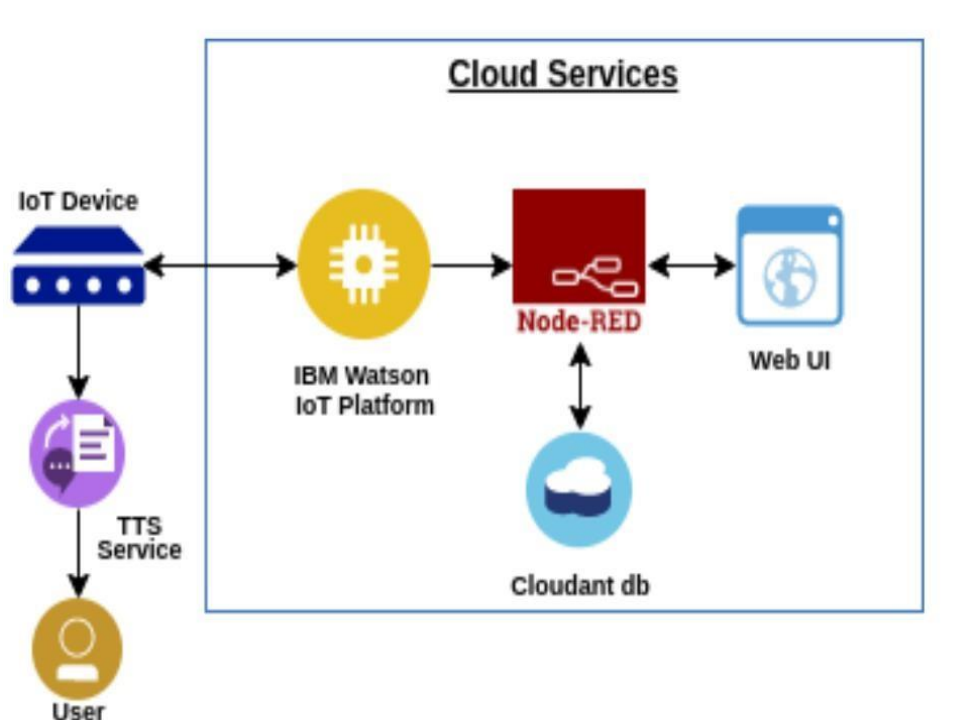 Cloud Services
IoT Device
Node-RED
Web UI
IBM Watson
IoT Platform
TTS
Service
Cloudant db
User